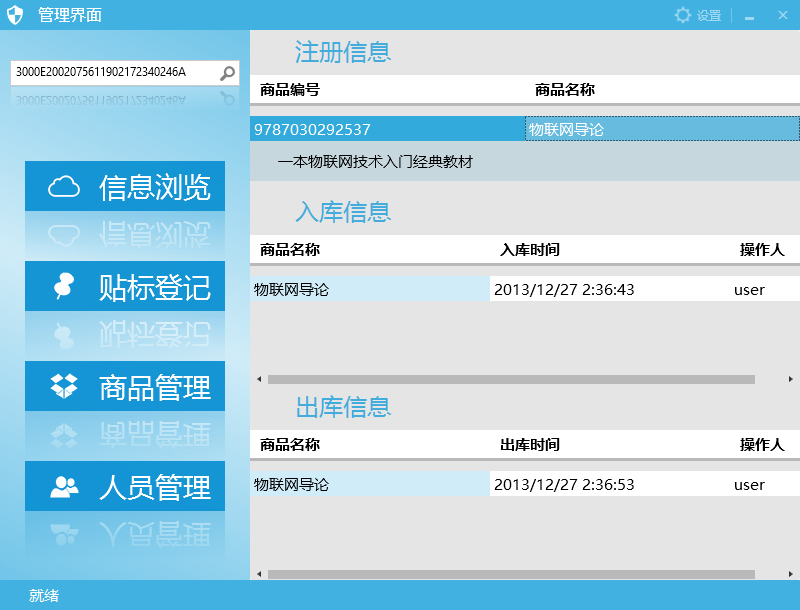 管理界面
设置
3000E2002075611902172340246A
信息浏览
贴标登记
商品管理
人员管理
注册信息
商品编号 商品名称
9787030292537 物联网导论
一本物联网技术入门经典教材
入库信息
商品名称 入库时间 操作人
物联网导论 2013/12/27 2:36:43 user
出库信息
商品名称 出库时间 操作人
物联网导论 2013/12/27 2:36:53 user
就绪